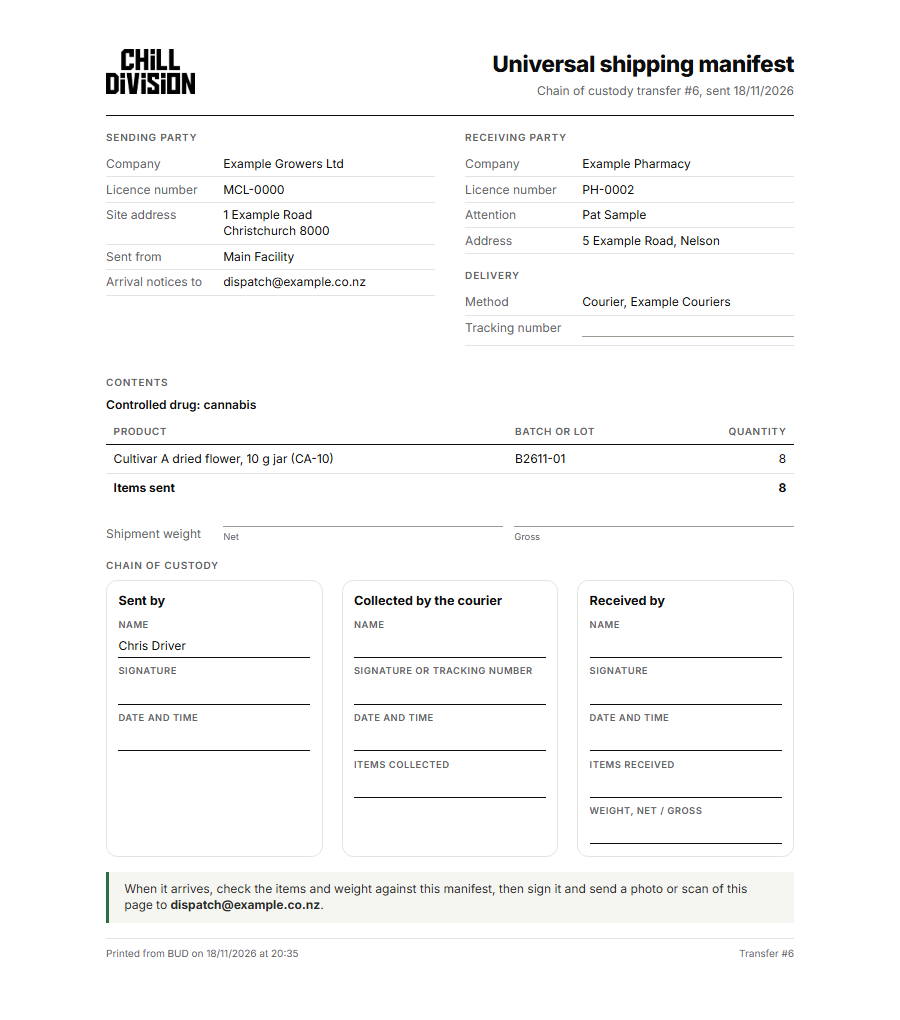 CHiLL
DiViSiON
Universal shipping manifest
Chain of custody transfer #6, sent 18/11/2026
SENDING PARTY
Company Example Growers Ltd
Licence number MCL-0000
Site address 1 Example Road
Christchurch 8000
Sent from Main Facility
Arrival notices to dispatch@example.co.nz
RECEIVING PARTY
Company Example Pharmacy
Licence number PH-0002
Attention Pat Sample
Address 5 Example Road, Nelson
DELIVERY
Method Courier, Example Couriers
Tracking number
CONTENTS
Controlled drug: cannabis
PRODUCT BATCH OR LOT QUANTITY
Cultivar A dried flower, 10 g jar (CA-10) B2611-01 8
Items sent 8
Shipment weight Net Gross
CHAIN OF CUSTODY
Sent by
NAME
Chris Driver
SIGNATURE
DATE AND TIME
Collected by the courier
NAME
SIGNATURE OR TRACKING NUMBER
DATE AND TIME
ITEMS COLLECTED
Received by
NAME
SIGNATURE
DATE AND TIME
ITEMS RECEIVED
WEIGHT, NET / GROSS
When it arrives, check the items and weight against this manifest, then sign it and send a photo or scan of this
page to dispatch@example.co.nz.
Printed from BUD on 18/11/2026 at 20:35 Transfer #6